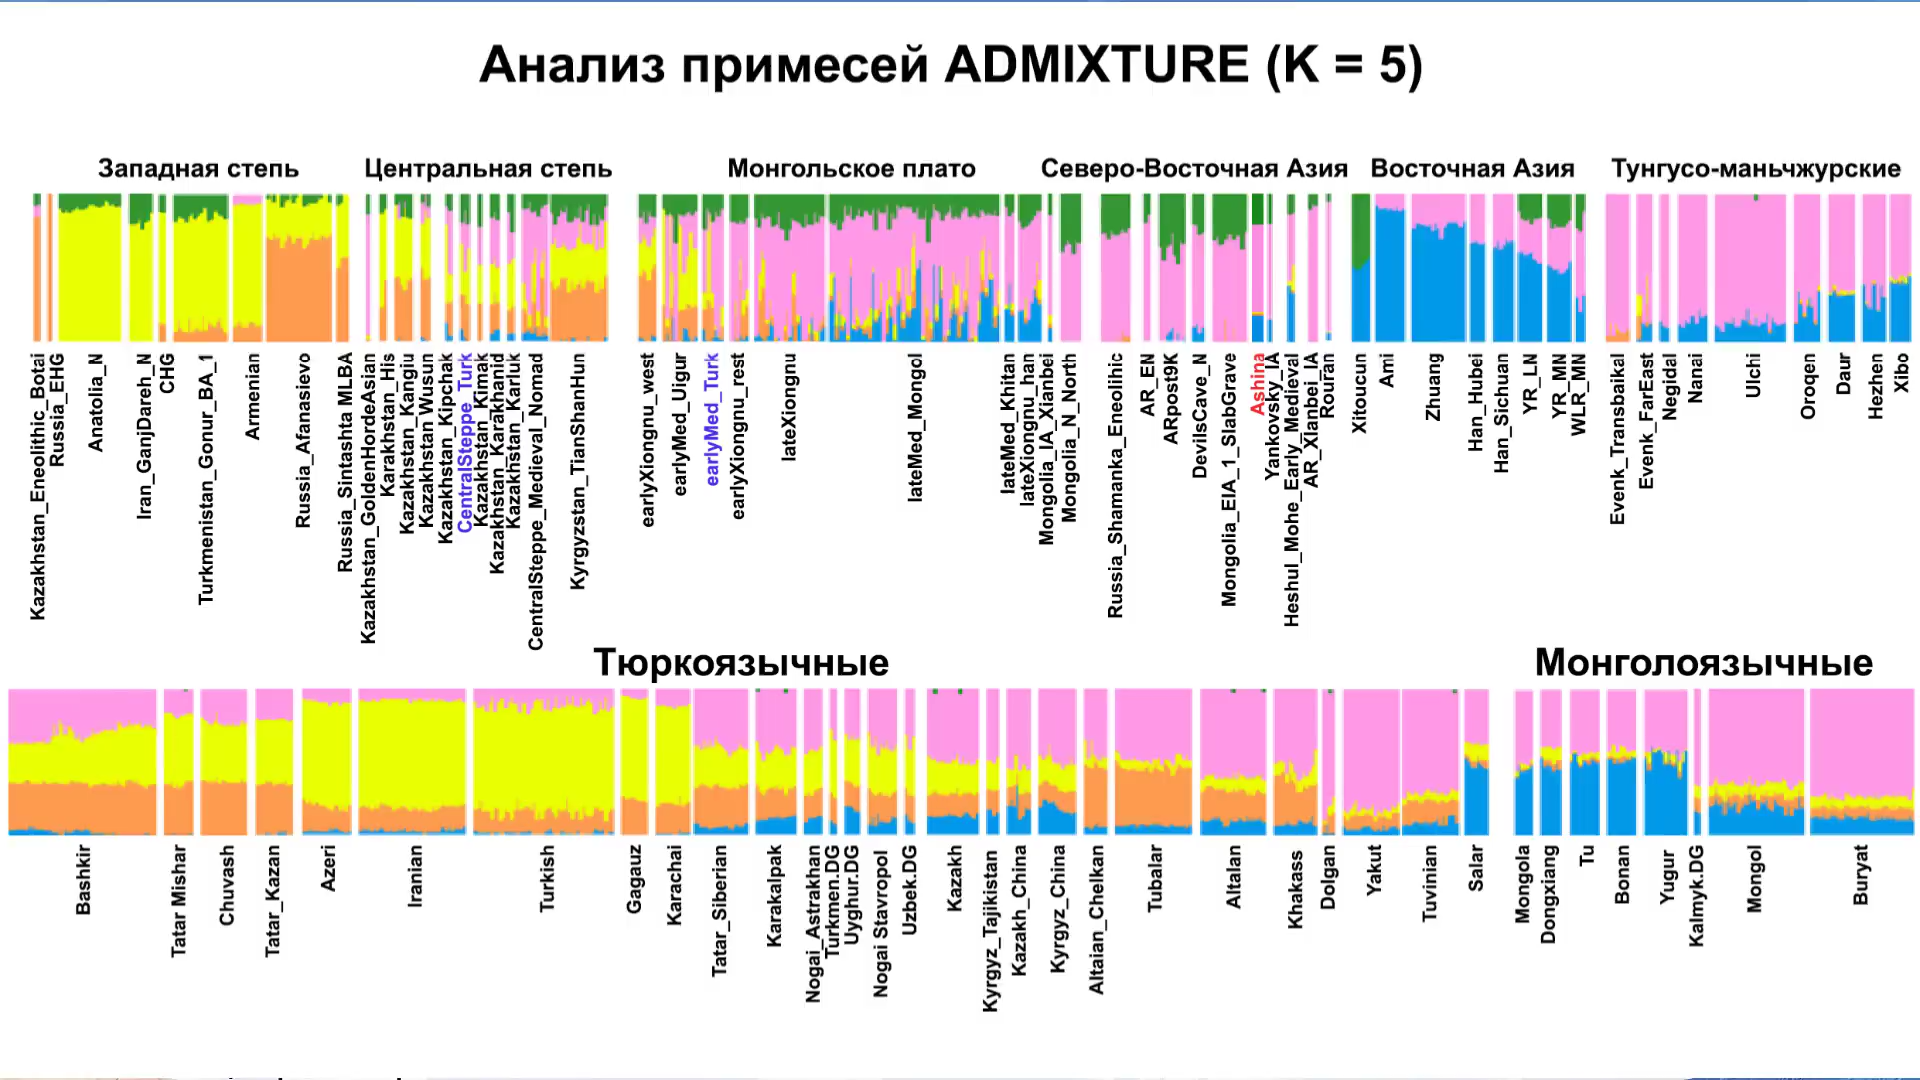 Анализ примесей ADMIXTURE (K = 5)
Западная степь
Центральная степь
Монгольское плато
Северо-Восточная Азия
Восточная Азия
Тунгусо-маньчжурские
Kazakhstan_Eneolithic_Botai
Russia_EHG
Anatolia_N
Iran_GanjDareh_N
CHG
Turkmenistan_Gonur_BA_1
Armenian
Russia_Afanasievo
Russia_Sintashta MLBA
Kazakhstan_GoldenHordeAsian
Karakhstan_His
Kazakhstan_Kangiu
Kazakhstan Wusun
Kazakhstan_Kipchak
CentralSteppe_Turk
Kazakhstan_Kimak
Kazakhstan_Karakhanid
Kazakhstan_Karluk
CentralSteppe_Medieval_Nomad
Kyrgyzstan_TianShanHun
earlyXiongnu_west
earlyMed_Uigur
earlyMed_Turk
earlyXiongnu_rest
lateXiongnu
lateMed_Mongol
lateMed_Khitan
lateXiongnu_han
Mongolia_IA_Xianbei
Mongolia_N_North
Russia_Shamanka_Eneolihic
AR_EN
ARpost9K
DevilsCave_N
Mongolia_EIA_1_SlabGrave
Ashina
Yankovsky_IA
Heshul_Mohe_Early_Medieval
AR_Xianbei_IA
Rouran
Xitoucun
Ami
Zhuang
Han_Hubei
Han_Sichuan
YR_LN
YR_MN
WLR_MN
Evenk_Transbaikal
Evenk_FarEast
Negidal
Nanai
Ulchi
Oroqen
Daur
Hezhen
Xibo
Тюркоязычные
Монголоязычные
Bashkir
Tatar Mishar
Chuvash
Tatar_Kazan
Azeri
Iranian
Turkish
Gagauz
Karachai
Tatar_Siberian
Karakalpak
Nogai_Astrakhan
Turkmen.DG
Uyghur.DG
Nogai Stavropol
Uzbek.DG
Kazakh
Kyrgyz_Tajikistan
Kazakh_China
Kyrgyz_China
Altaian_Chelkan
Tubalar
Altalan
Khakass
Dolgan
Yakut
Tuvinian
Salar
Mongola
Dongxiang
Tu
Bonan
Yugur
Kalmyk.DG
Mongol
Buryat